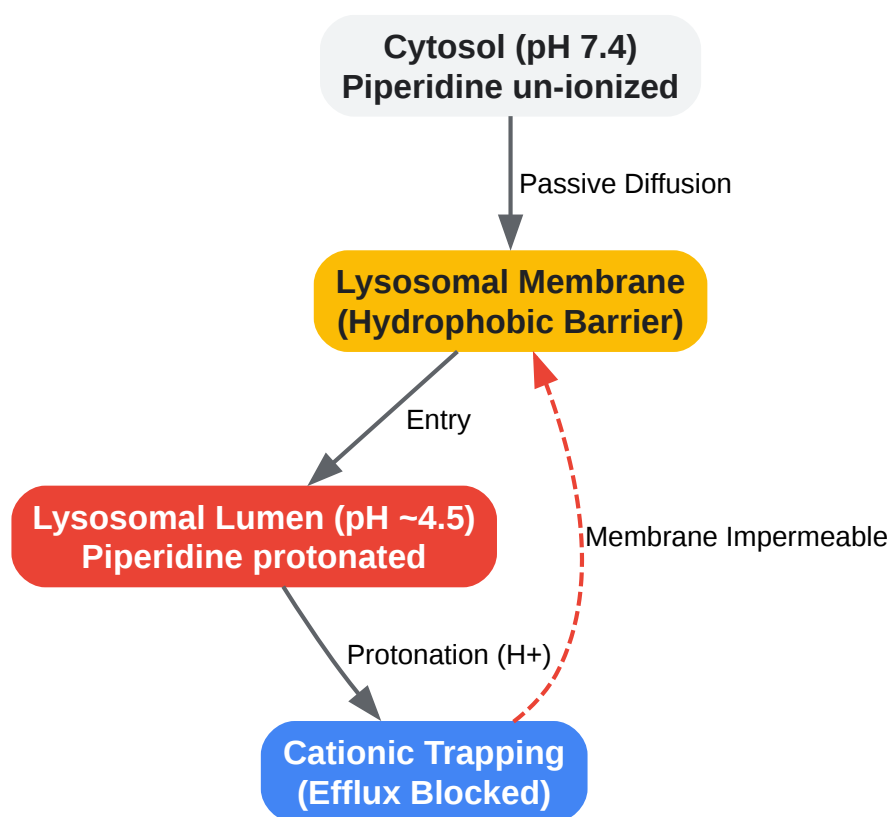 Cytosol (pH 7.4)
Piperidine un-ionized
Passive Diffusion
Lysosomal Membrane
(Hydrophobic Barrier)
Entry
Lysosomal Lumen (pH ~4.5)
Piperidine protonated
Membrane Impermeable
Protonation (H+)
Cationic Trapping
(Efflux Blocked)